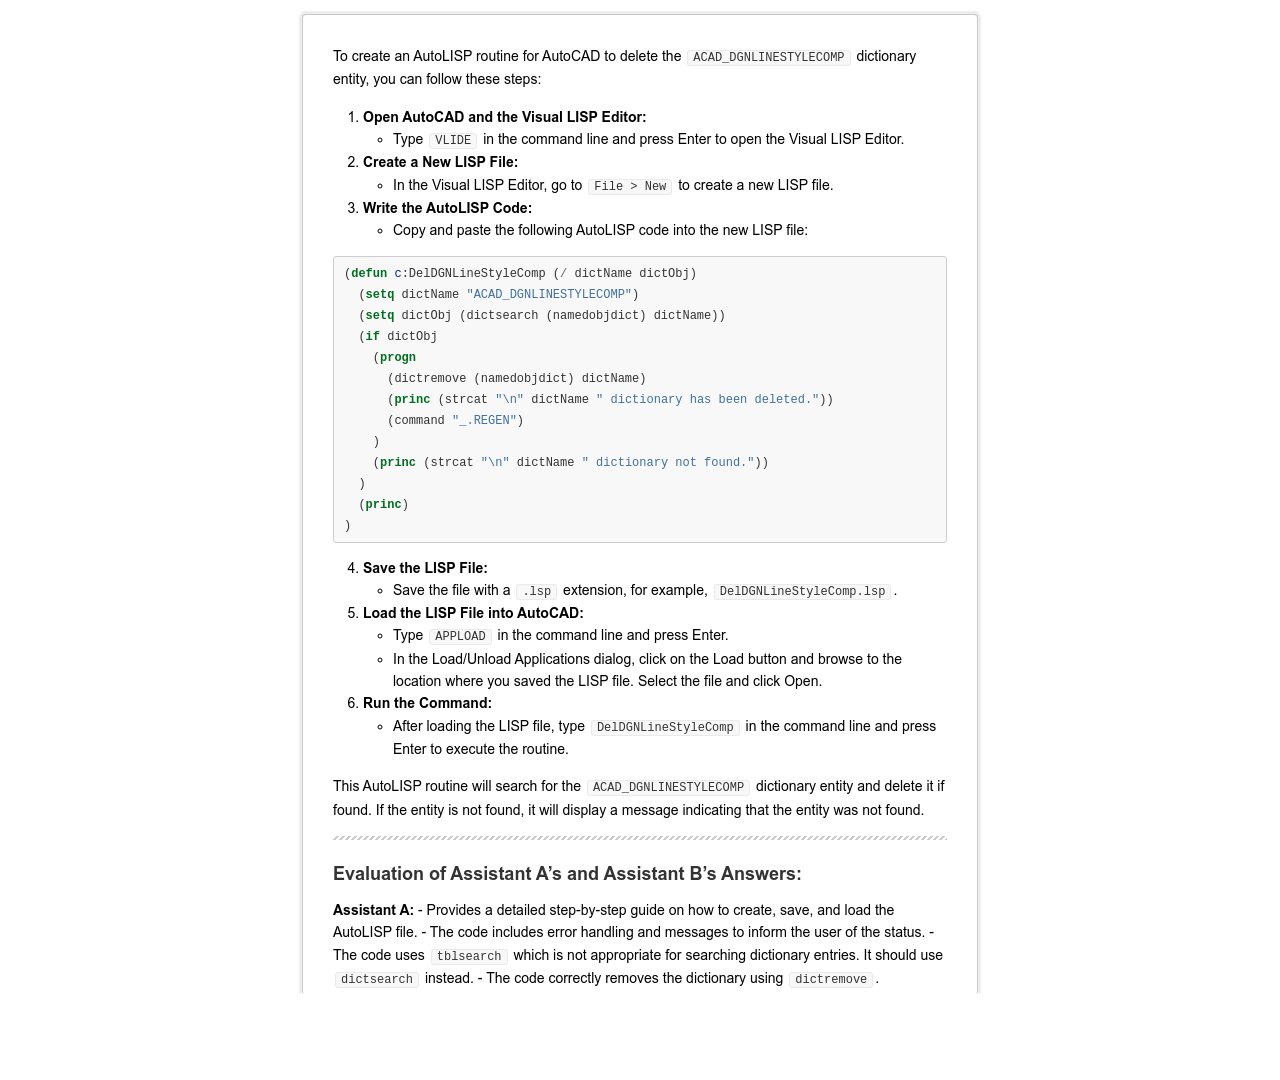 To create an AutoLISP routine for AutoCAD to delete the ACAD_DGNLINESTYLECOMP dictionary
entity, you can follow these steps:
1. Open AutoCAD and the Visual LISP Editor:
◦ Type VLIDE in the command line and press Enter to open the Visual LISP Editor.
2. Create a New LISP File:
◦ In the Visual LISP Editor, go to File > New to create a new LISP file.
3. Write the AutoLISP Code:
◦ Copy and paste the following AutoLISP code into the new LISP file:
(defun c:DelDGNLineStyleComp (/ dictName dictObj)
  (setq dictName "ACAD_DGNLINESTYLECOMP")
  (setq dictObj (dictsearch (namedobjdict) dictName))
  (if dictObj
    (progn
      (dictremove (namedobjdict) dictName)
      (princ (strcat "\n" dictName " dictionary has been deleted."))
      (command "_.REGEN")
    )
    (princ (strcat "\n" dictName " dictionary not found."))
  )
  (princ)
)
4. Save the LISP File:
◦ Save the file with a .lsp extension, for example, DelDGNLineStyleComp.lsp .
5. Load the LISP File into AutoCAD:
◦ Type APPLOAD in the command line and press Enter.
◦ In the Load/Unload Applications dialog, click on the Load button and browse to the
location where you saved the LISP file. Select the file and click Open.
6. Run the Command:
◦ After loading the LISP file, type DelDGNLineStyleComp in the command line and press
Enter to execute the routine.
This AutoLISP routine will search for the ACAD_DGNLINESTYLECOMP dictionary entity and delete it if
found. If the entity is not found, it will display a message indicating that the entity was not found.
Evaluation of Assistant A’s and Assistant B’s Answers:
Assistant A: - Provides a detailed step-by-step guide on how to create, save, and load the
AutoLISP file. - The code includes error handling and messages to inform the user of the status. -
The code uses tblsearch which is not appropriate for searching dictionary entries. It should use
dictsearch instead. - The code correctly removes the dictionary using dictremove .